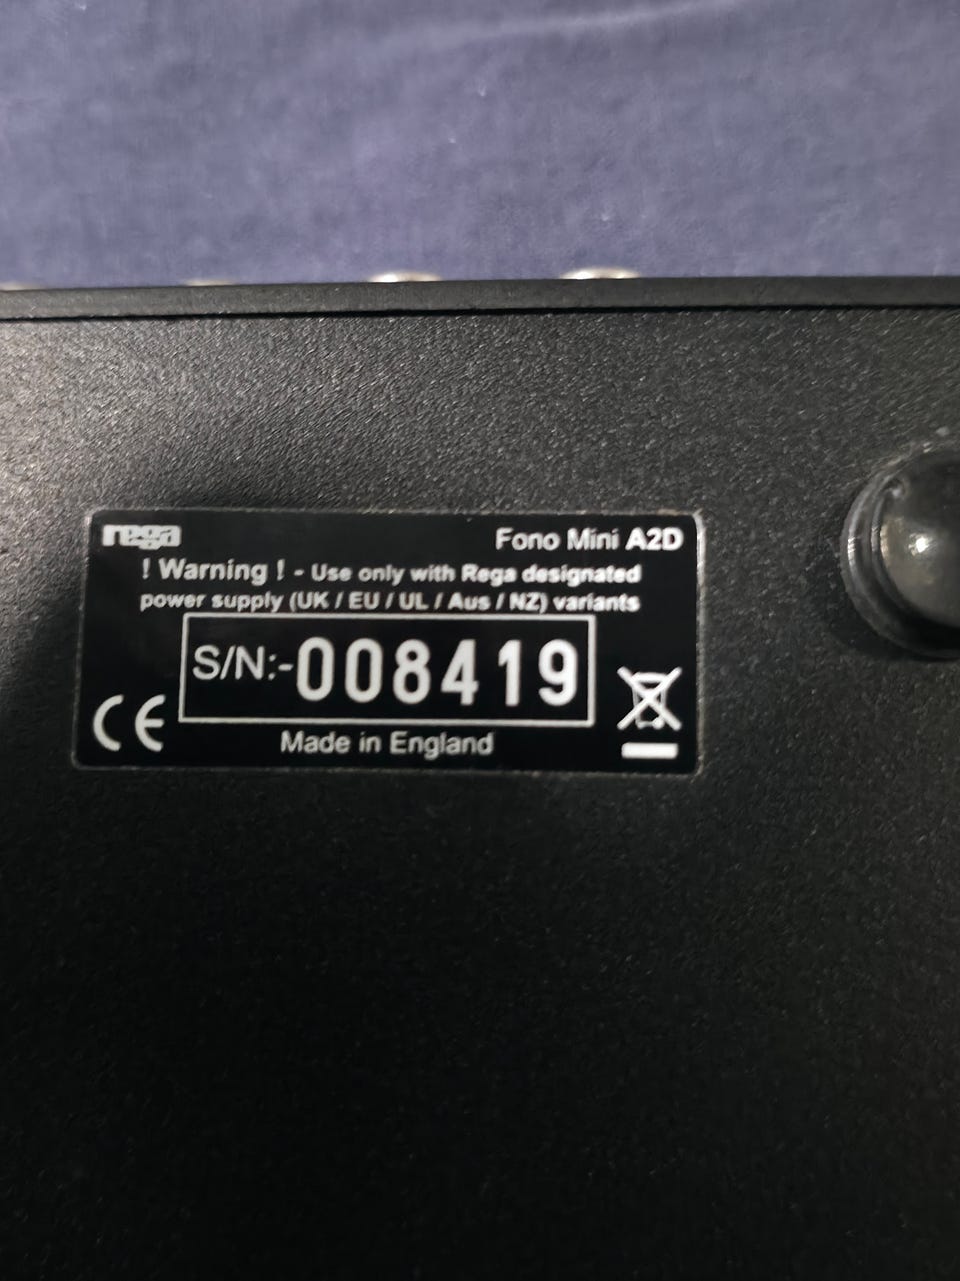 rega
Fono Mini A2D
! Warning ! - Use only with Rega designated
power supply (UK / EU / UL / Aus / NZ) variants
S/N:-008419
CE
Made in England